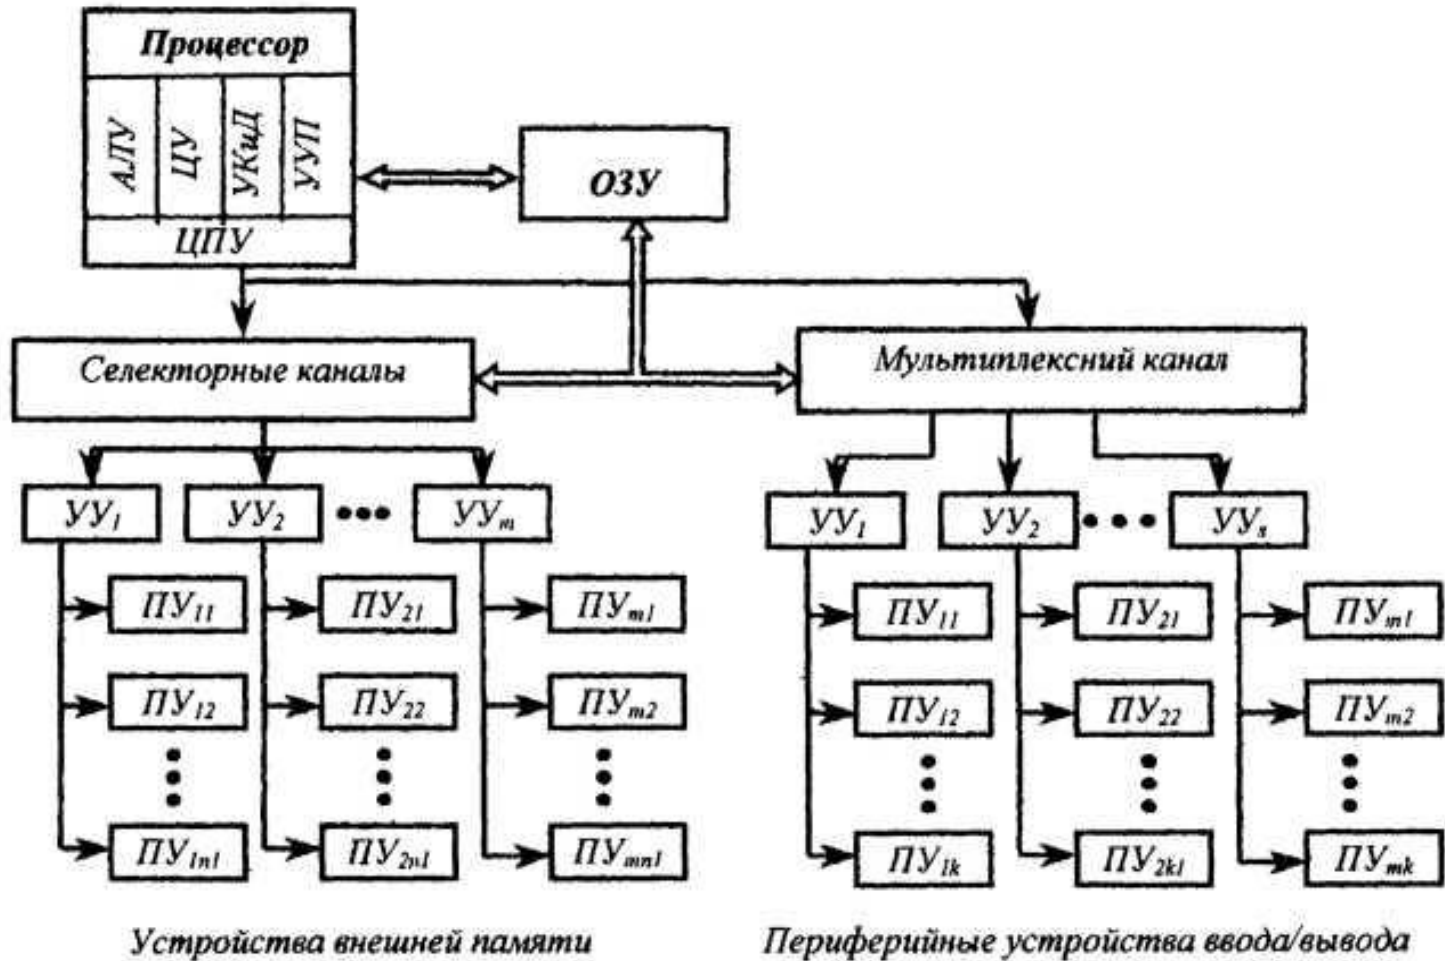 Процессор
АЛУ
ЦУ
УКиД
УУП
ЦПУ
ОЗУ
Селекторные каналы
Мультиплексний канал
УУ1
УУ2
•••
УУm
УУ1
УУ2
•••
УУs
ПУ11
ПУ21
ПУm1
ПУ11
ПУ21
ПУm1
ПУ12
ПУ22
ПУm2
ПУ12
ПУ22
ПУm2
ПУ1n1
ПУ2n1
ПУmn1
ПУ1k
ПУ2k1
ПУmk
Устройства внешней памяти
Периферийные устройства ввода/вывода